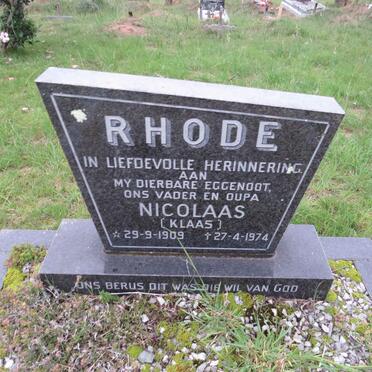 RHODE
IN LIEFDEVOLLE HERINNERING
AAN
MY DIERBARE EGGENOOT,
ONS VADER EN OUPA
NICOLAAS
(KLAAS)
* 29-9-1909 † 27-4-1974
ONS BERUS DIT WAS DIE WIL VAN GOD